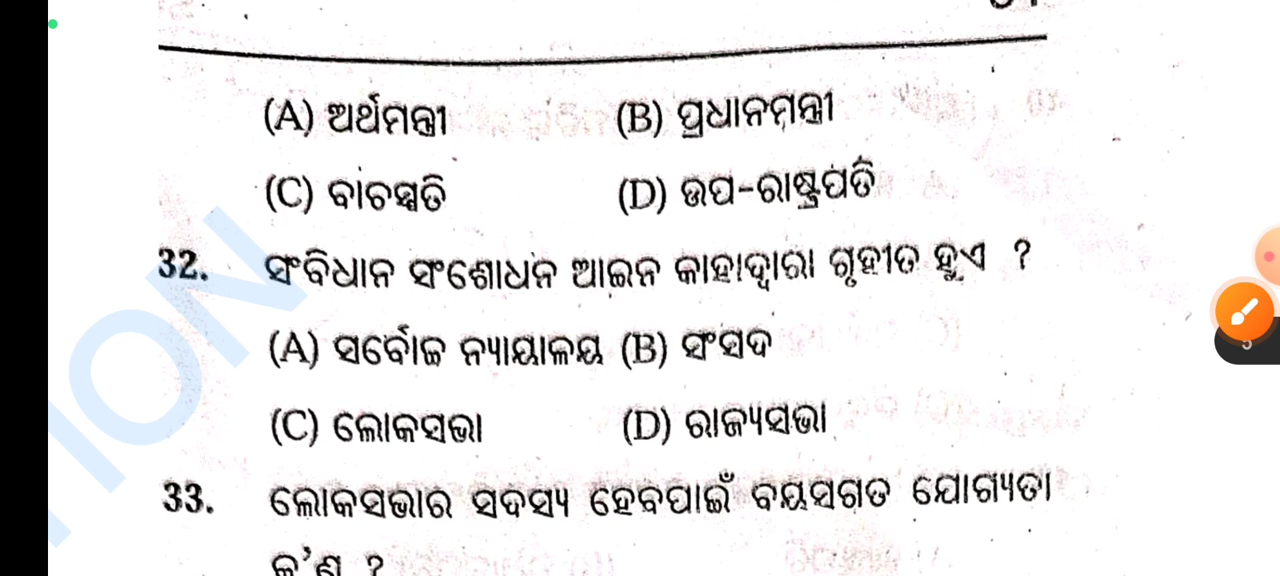 (A) ଅର୍ଥମନ୍ତ୍ରୀ (B) ପ୍ରଧାନମନ୍ତ୍ରୀ
(C) ବାଚସ୍ପତି (D) ଉପ-ରାଷ୍ଟ୍ରପତି
32. ସଂବିଧାନ ସଂଶୋଧନ ଆଇନ କାହାଦ୍ୱାରା ଗୃହୀତ ହୁଏ ?
(A) ସର୍ବୋଚ୍ଚ ନ୍ୟାୟାଳୟ (B) ସଂସଦ
(C) ଲୋକସଭା (D) ରାଜ୍ୟସଭା
33. ଲୋକସଭାର ସଦସ୍ୟ ହେବପାଇଁ ବୟସଗତ ଯୋଗ୍ୟତା
କ'ଣ ?